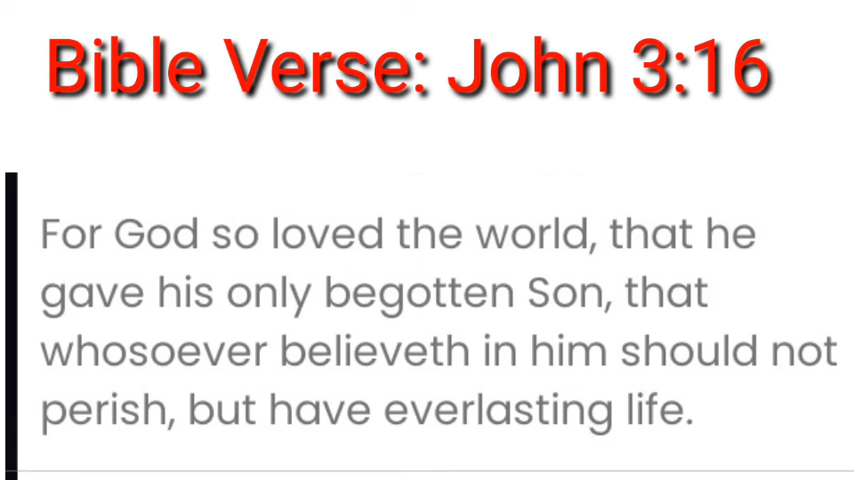 Bible Verse: John 3:16
For God so loved the world, that he
gave his only begotten Son, that
whosoever believeth in him should not
perish, but have everlasting life.